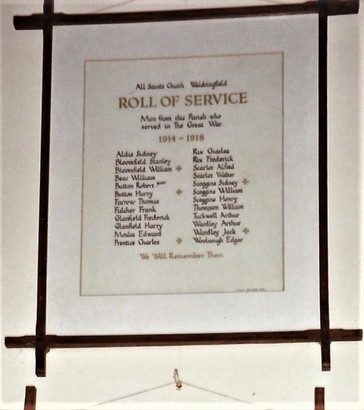 All Saints Church Waldringfield
ROLL OF SERVICE
Men from this Parish who
served in The Great War
1914 - 1918
Aldis Sidney
Bloomfield Stanley
Bloomfield William +
Bear William
Button Robert
Button Harry +
Farrow Thomas
Fulcher Frank
Glanfield Frederick
Glanfield Harry
Moules Edward
Prentice Charles +
Rix Charles
Rix Frederick
Scarlet Alfred
Scarlet Walter
Scoggins Sidney +
Scoggins William
Scoggins Henry
Thompson William
Tuckwell Arthur
Wardley Arthur
Wardley Jack +
Woolnough Edgar
We Will Remember Them